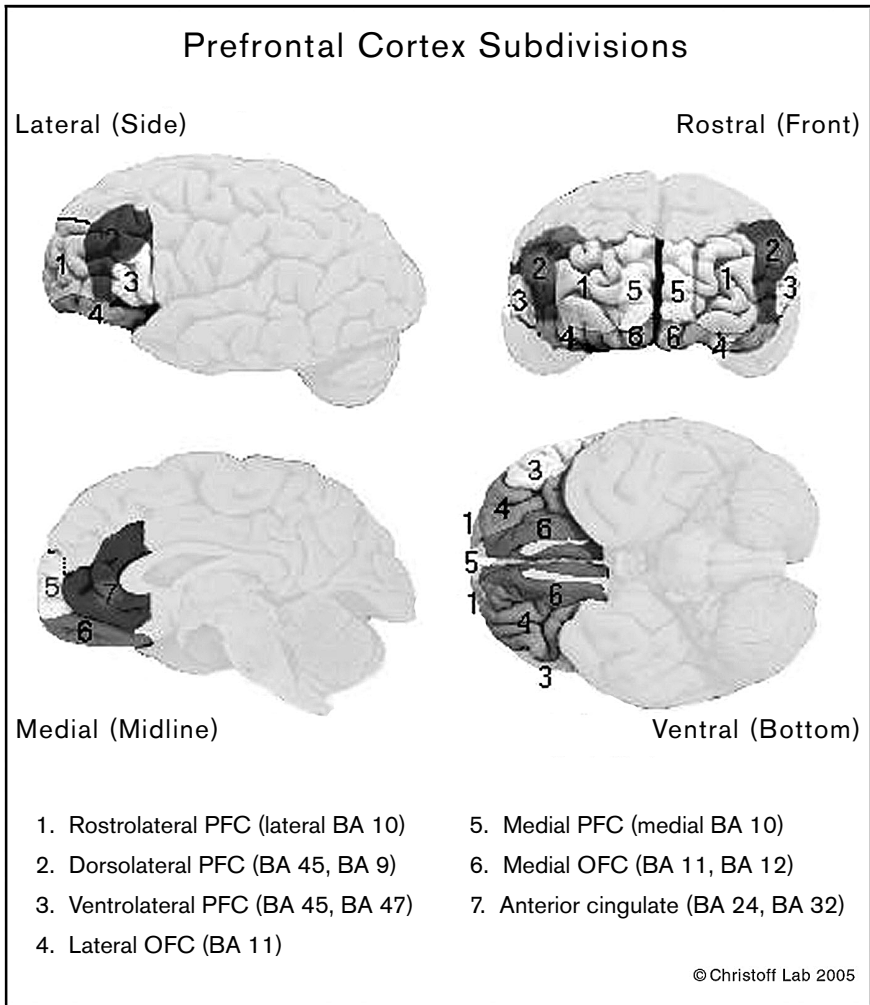 Prefrontal Cortex Subdivisions
Lateral (Side)
Rostral (Front)
1
2
3
4
2
3
1
5
5
1
2
3
4
6
6
4
5
7
6
3
4
1
6
5
6
1
4
3
Medial (Midline)
Ventral (Bottom)
1. Rostrolateral PFC (lateral BA 10)
2. Dorsolateral PFC (BA 45, BA 9)
3. Ventrolateral PFC (BA 45, BA 47)
4. Lateral OFC (BA 11)
5. Medial PFC (medial BA 10)
6. Medial OFC (BA 11, BA 12)
7. Anterior cingulate (BA 24, BA 32)
© Christoff Lab 2005